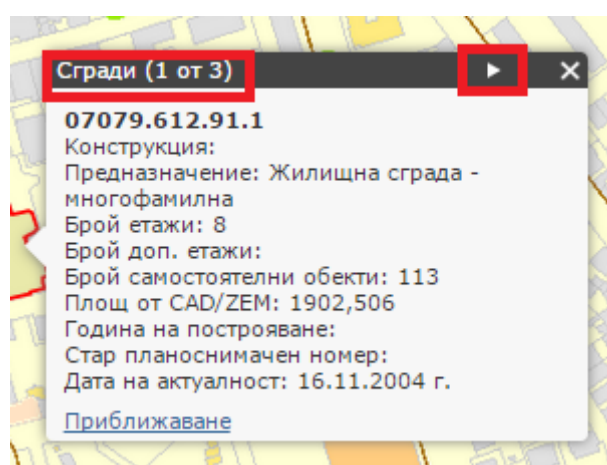 Сгради (1 от 3)
07079.612.91.1
Конструкция:
Предназначение: Жилищна сграда -
многофамилна
Брой етажи: 8
Брой доп. етажи:
Брой самостоятелни обекти: 113
Площ от CAD/ZEM: 1902,506
Година на построяване:
Стар планоснимачен номер:
Дата на актуалност: 16.11.2004 г.
Приближаване